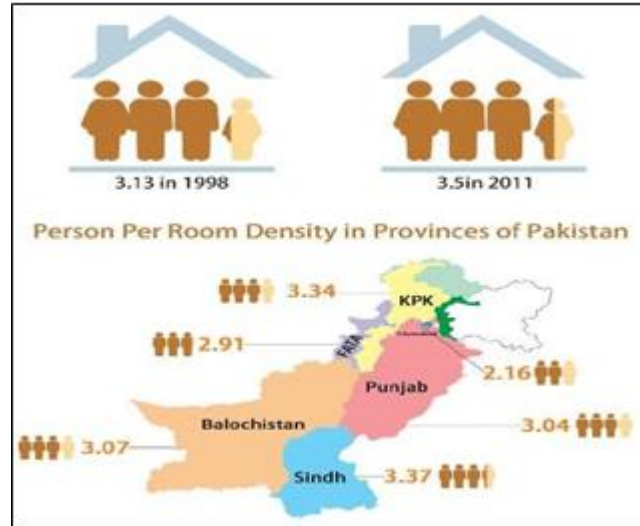 3.13 in 1998
3.5in 2011
Person Per Room Density in Provinces of Pakistan
3.34
KPK
2.91
FATA
2.16
Punjab
3.04
Balochistan
3.07
3.37
Sindh